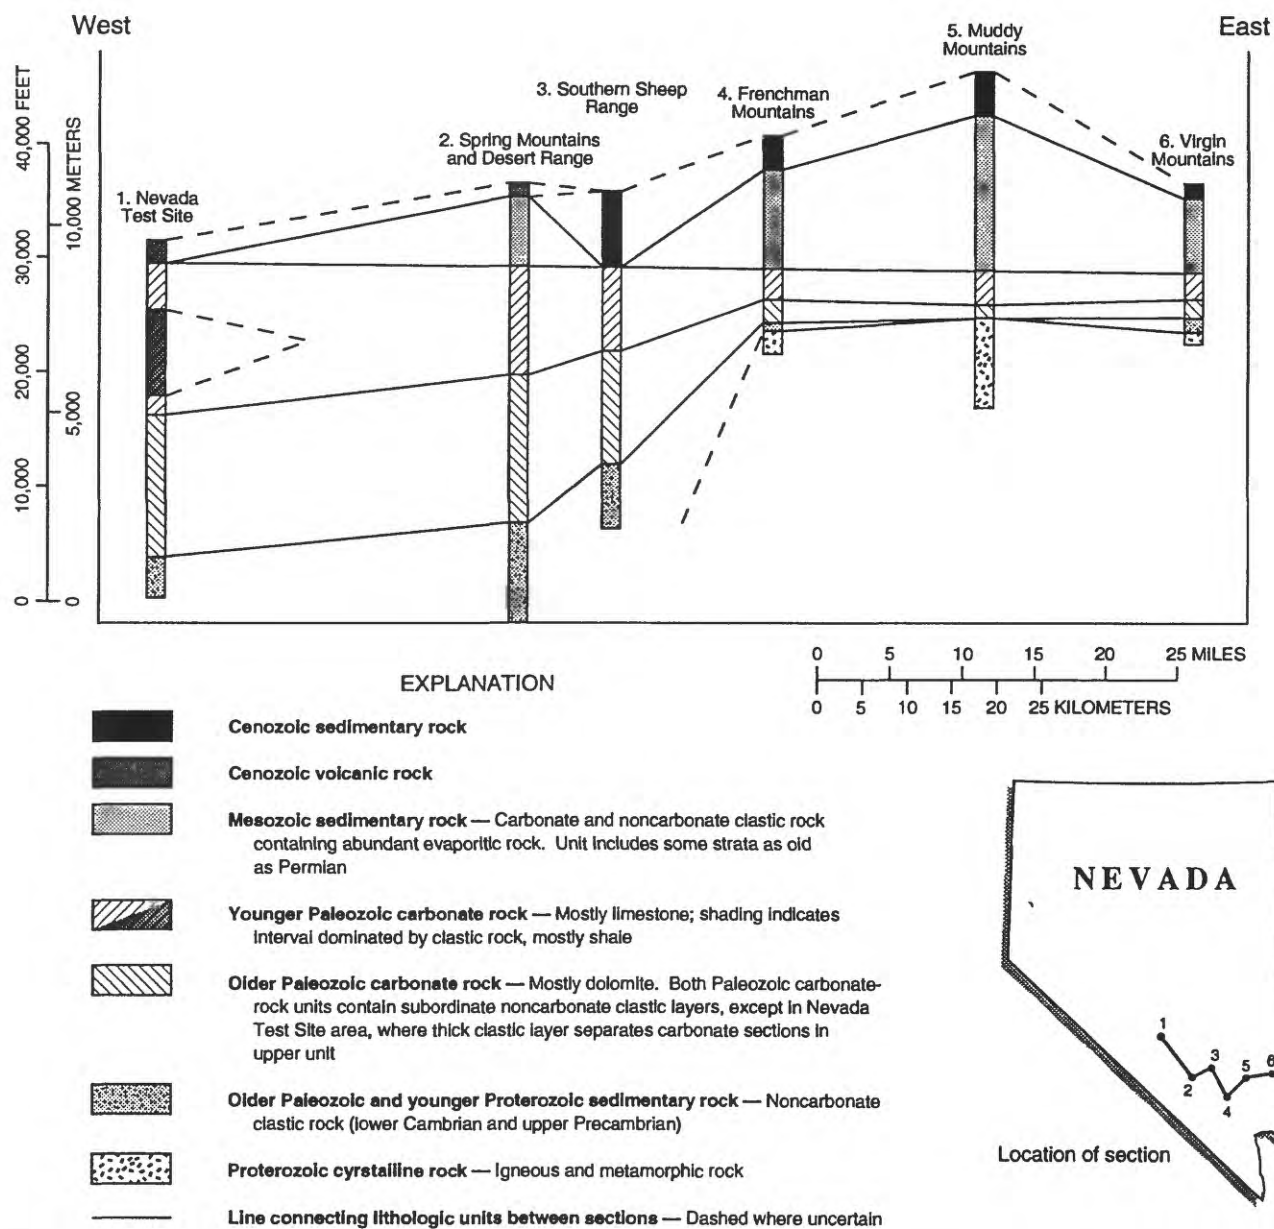 West
East
5. Muddy
Mountains
3. Southern Sheep
Range
4. Frenchman
Mountains
2. Spring Mountains
and Desert Range
6. Virgin
Mountains
1. Nevada
Test Site
40,000 FEET
30,000
20,000
10,000
0
10,000 METERS
5,000
0
0 5 10 15 20 25 MILES
0 5 10 15 20 25 KILOMETERS
EXPLANATION
Cenozoic sedimentary rock
Cenozoic volcanic rock
Mesozoic sedimentary rock — Carbonate and noncarbonate clastic rock
containing abundant evaporitic rock. Unit includes some strata as old
as Permian
Younger Paleozoic carbonate rock — Mostly limestone; shading indicates
interval dominated by clastic rock, mostly shale
Older Paleozoic carbonate rock — Mostly dolomite. Both Paleozoic carbonate-
rock units contain subordinate noncarbonate clastic layers, except in Nevada
Test Site area, where thick clastic layer separates carbonate sections in
upper unit
Older Paleozoic and younger Proterozoic sedimentary rock — Noncarbonate
clastic rock (lower Cambrian and upper Precambrian)
Proterozoic cyrstalline rock — Igneous and metamorphic rock
Line connecting lithologic units between sections — Dashed where uncertain
NEVADA
1
2
3
4
5
6
Location of section